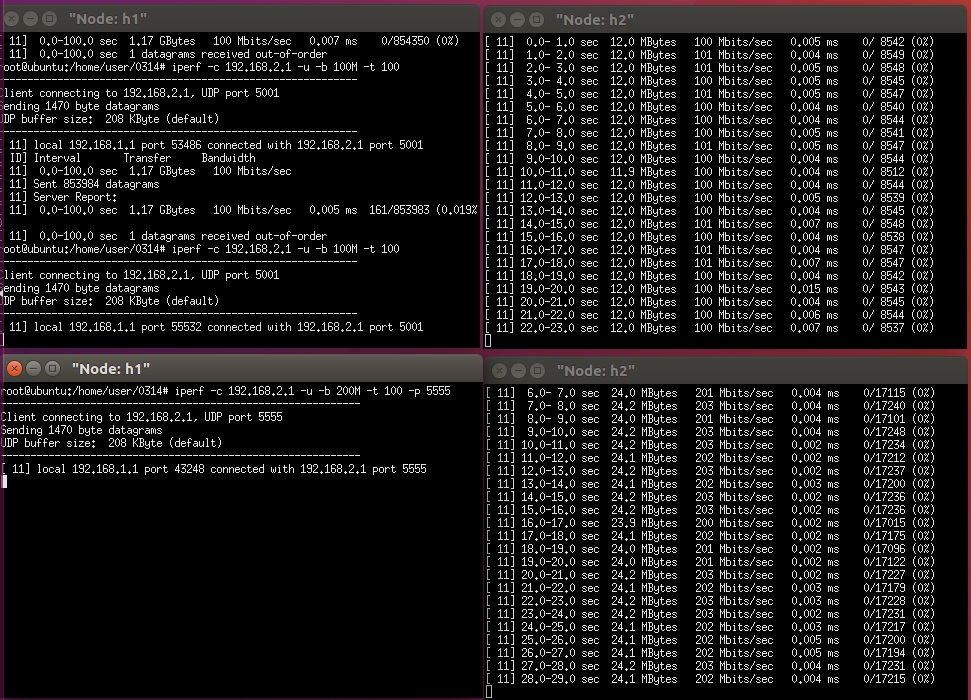 "Node: h1"
11]  0.0-100.0 sec  1.17 GBytes   100 Mbits/sec   0.007 ms    0/854350 (0%)
11]  0.0-100.0 sec  1 datagrams received out-of-order
oot@ubuntu:/home/user/0314# iperf -c 192.168.2.1 -u -b 100M -t 100
------------------------------------------------------------
Client connecting to 192.168.2.1, UDP port 5001
Sending 1470 byte datagrams
UDP buffer size:  208 KByte (default)
------------------------------------------------------------
11] local 192.168.1.1 port 53486 connected with 192.168.2.1 port 5001
ID] Interval       Transfer     Bandwidth
11]  0.0-100.0 sec  1.17 GBytes   100 Mbits/sec
11] Sent 853984 datagrams
11] Server Report:
11]  0.0-100.0 sec  1.17 GBytes   100 Mbits/sec   0.005 ms  161/853983 (0.019%
11]  0.0-100.0 sec  1 datagrams received out-of-order
oot@ubuntu:/home/user/0314# iperf -c 192.168.2.1 -u -b 100M -t 100
------------------------------------------------------------
Client connecting to 192.168.2.1, UDP port 5001
Sending 1470 byte datagrams
UDP buffer size:  208 KByte (default)
------------------------------------------------------------
11] local 192.168.1.1 port 55532 connected with 192.168.2.1 port 5001
"Node: h2"
[ 11]  0.0- 1.0 sec  12.0 MBytes   100 Mbits/sec   0.005 ms    0/ 8542 (0%)
[ 11]  1.0- 2.0 sec  12.0 MBytes   101 Mbits/sec   0.004 ms    0/ 8549 (0%)
[ 11]  2.0- 3.0 sec  12.0 MBytes   101 Mbits/sec   0.005 ms    0/ 8548 (0%)
[ 11]  3.0- 4.0 sec  12.0 MBytes   100 Mbits/sec   0.005 ms    0/ 8545 (0%)
[ 11]  4.0- 5.0 sec  12.0 MBytes   101 Mbits/sec   0.005 ms    0/ 8547 (0%)
[ 11]  5.0- 6.0 sec  12.0 MBytes   100 Mbits/sec   0.004 ms    0/ 8540 (0%)
[ 11]  6.0- 7.0 sec  12.0 MBytes   100 Mbits/sec   0.004 ms    0/ 8544 (0%)
[ 11]  7.0- 8.0 sec  12.0 MBytes   100 Mbits/sec   0.005 ms    0/ 8541 (0%)
[ 11]  8.0- 9.0 sec  12.0 MBytes   101 Mbits/sec   0.005 ms    0/ 8547 (0%)
[ 11]  9.0-10.0 sec  12.0 MBytes   100 Mbits/sec   0.004 ms    0/ 8544 (0%)
[ 11] 10.0-11.0 sec  11.9 MBytes   100 Mbits/sec   0.004 ms    0/ 8512 (0%)
[ 11] 11.0-12.0 sec  12.0 MBytes   100 Mbits/sec   0.004 ms    0/ 8544 (0%)
[ 11] 12.0-13.0 sec  12.0 MBytes   100 Mbits/sec   0.005 ms    0/ 8539 (0%)
[ 11] 13.0-14.0 sec  12.0 MBytes   100 Mbits/sec   0.004 ms    0/ 8545 (0%)
[ 11] 14.0-15.0 sec  12.0 MBytes   101 Mbits/sec   0.007 ms    0/ 8548 (0%)
[ 11] 15.0-16.0 sec  12.0 MBytes   100 Mbits/sec   0.004 ms    0/ 8538 (0%)
[ 11] 16.0-17.0 sec  12.0 MBytes   101 Mbits/sec   0.004 ms    0/ 8547 (0%)
[ 11] 17.0-18.0 sec  12.0 MBytes   101 Mbits/sec   0.007 ms    0/ 8547 (0%)
[ 11] 18.0-19.0 sec  12.0 MBytes   100 Mbits/sec   0.004 ms    0/ 8542 (0%)
[ 11] 19.0-20.0 sec  12.0 MBytes   100 Mbits/sec   0.015 ms    0/ 8543 (0%)
[ 11] 20.0-21.0 sec  12.0 MBytes   100 Mbits/sec   0.004 ms    0/ 8545 (0%)
[ 11] 21.0-22.0 sec  12.0 MBytes   100 Mbits/sec   0.006 ms    0/ 8544 (0%)
[ 11] 22.0-23.0 sec  12.0 MBytes   100 Mbits/sec   0.007 ms    0/ 8537 (0%)
"Node: h1"
root@ubuntu:/home/user/0314# iperf -c 192.168.2.1 -u -b 200M -t 100 -p 5555
------------------------------------------------------------
Client connecting to 192.168.2.1, UDP port 5555
Sending 1470 byte datagrams
UDP buffer size:  208 KByte (default)
------------------------------------------------------------
[ 11] local 192.168.1.1 port 43248 connected with 192.168.2.1 port 5555
"Node: h2"
[ 11]  6.0- 7.0 sec  24.0 MBytes   201 Mbits/sec   0.004 ms    0/17115 (0%)
[ 11]  7.0- 8.0 sec  24.2 MBytes   203 Mbits/sec   0.004 ms    0/17240 (0%)
[ 11]  8.0- 9.0 sec  24.0 MBytes   201 Mbits/sec   0.004 ms    0/17101 (0%)
[ 11]  9.0-10.0 sec  24.2 MBytes   203 Mbits/sec   0.004 ms    0/17248 (0%)
[ 11] 10.0-11.0 sec  24.2 MBytes   203 Mbits/sec   0.002 ms    0/17234 (0%)
[ 11] 11.0-12.0 sec  24.1 MBytes   202 Mbits/sec   0.002 ms    0/17212 (0%)
[ 11] 12.0-13.0 sec  24.2 MBytes   203 Mbits/sec   0.002 ms    0/17237 (0%)
[ 11] 13.0-14.0 sec  24.1 MBytes   202 Mbits/sec   0.003 ms    0/17200 (0%)
[ 11] 14.0-15.0 sec  24.2 MBytes   203 Mbits/sec   0.002 ms    0/17236 (0%)
[ 11] 15.0-16.0 sec  24.2 MBytes   203 Mbits/sec   0.002 ms    0/17236 (0%)
[ 11] 16.0-17.0 sec  23.9 MBytes   200 Mbits/sec   0.002 ms    0/17015 (0%)
[ 11] 17.0-18.0 sec  24.1 MBytes   202 Mbits/sec   0.002 ms    0/17175 (0%)
[ 11] 18.0-19.0 sec  24.0 MBytes   201 Mbits/sec   0.002 ms    0/17096 (0%)
[ 11] 19.0-20.0 sec  24.0 MBytes   201 Mbits/sec   0.002 ms    0/17122 (0%)
[ 11] 20.0-21.0 sec  24.2 MBytes   203 Mbits/sec   0.002 ms    0/17227 (0%)
[ 11] 21.0-22.0 sec  24.1 MBytes   202 Mbits/sec   0.003 ms    0/17179 (0%)
[ 11] 22.0-23.0 sec  24.2 MBytes   203 Mbits/sec   0.003 ms    0/17228 (0%)
[ 11] 23.0-24.0 sec  24.2 MBytes   203 Mbits/sec   0.002 ms    0/17231 (0%)
[ 11] 24.0-25.0 sec  24.1 MBytes   202 Mbits/sec   0.003 ms    0/17217 (0%)
[ 11] 25.0-26.0 sec  24.1 MBytes   202 Mbits/sec   0.005 ms    0/17200 (0%)
[ 11] 26.0-27.0 sec  24.1 MBytes   202 Mbits/sec   0.005 ms    0/17194 (0%)
[ 11] 27.0-28.0 sec  24.2 MBytes   203 Mbits/sec   0.004 ms    0/17231 (0%)
[ 11] 28.0-29.0 sec  24.1 MBytes   202 Mbits/sec   0.004 ms    0/17215 (0%)